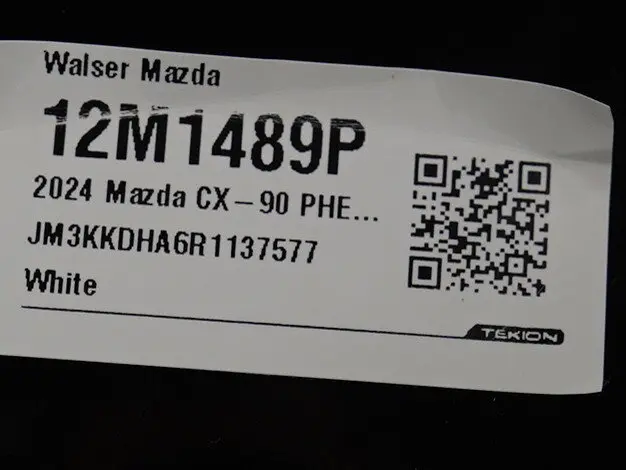 Walser Mazda
12M1489P
2024 Mazda CX-90 PHE...
JM3KKDHA6R1137577
White
TEKION